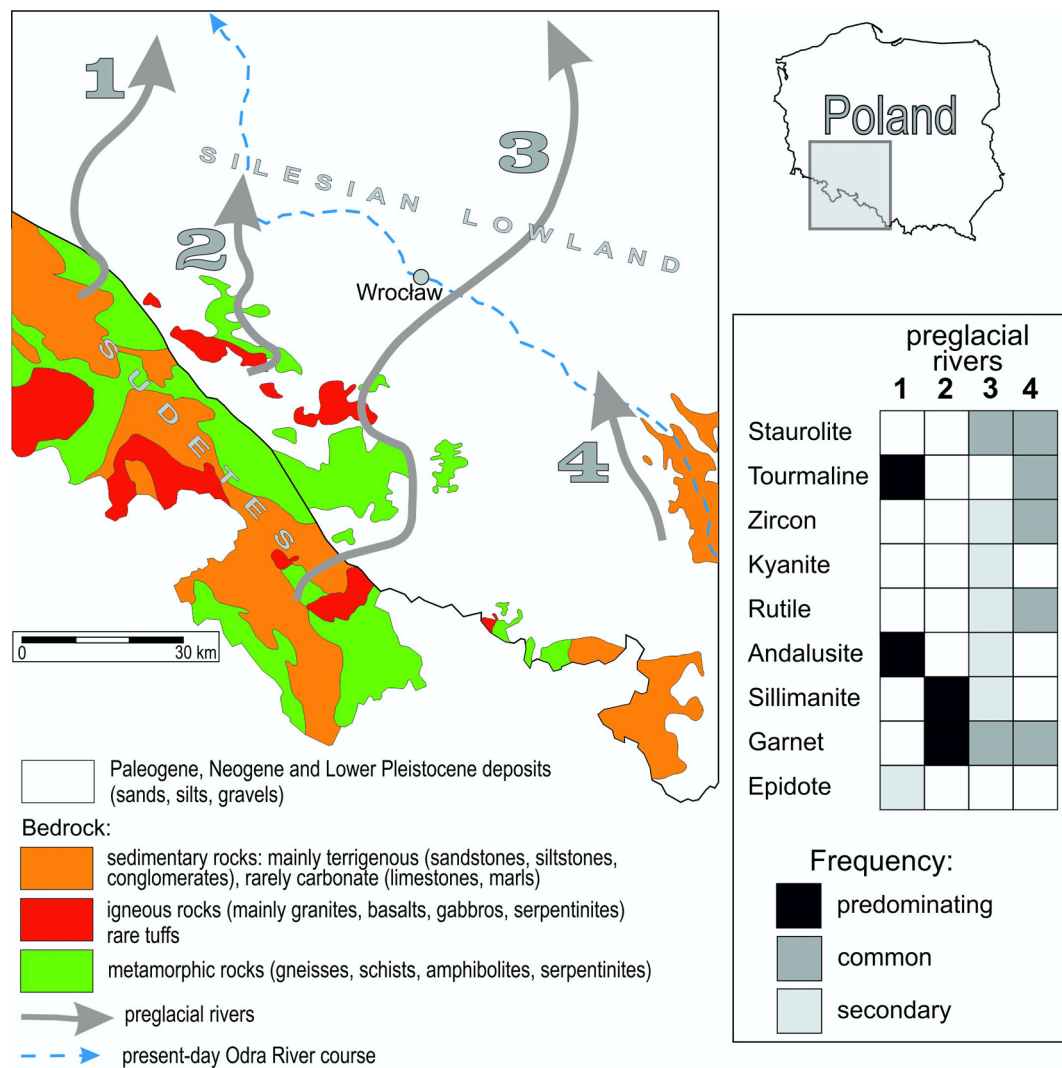 1
2
3
4
SILESIAN LOWLAND
Wrocław
SUDETES
0 30 km
Poland
preglacial
rivers
1 2 3 4
Staurolite
Tourmaline
Zircon
Kyanite
Rutile
Andalusite
Sillimanite
Garnet
Epidote
Frequency:
predominating
common
secondary
Paleogene, Neogene and Lower Pleistocene deposits
(sands, silts, gravels)
Bedrock:
sedimentary rocks: mainly terrigenous (sandstones, siltstones,
conglomerates), rarely carbonate (limestones, marls)
igneous rocks (mainly granites, basalts, gabbros, serpentinites)
rare tuffs
metamorphic rocks (gneisses, schists, amphibolites, serpentinites)
preglacial rivers
present-day Odra River course